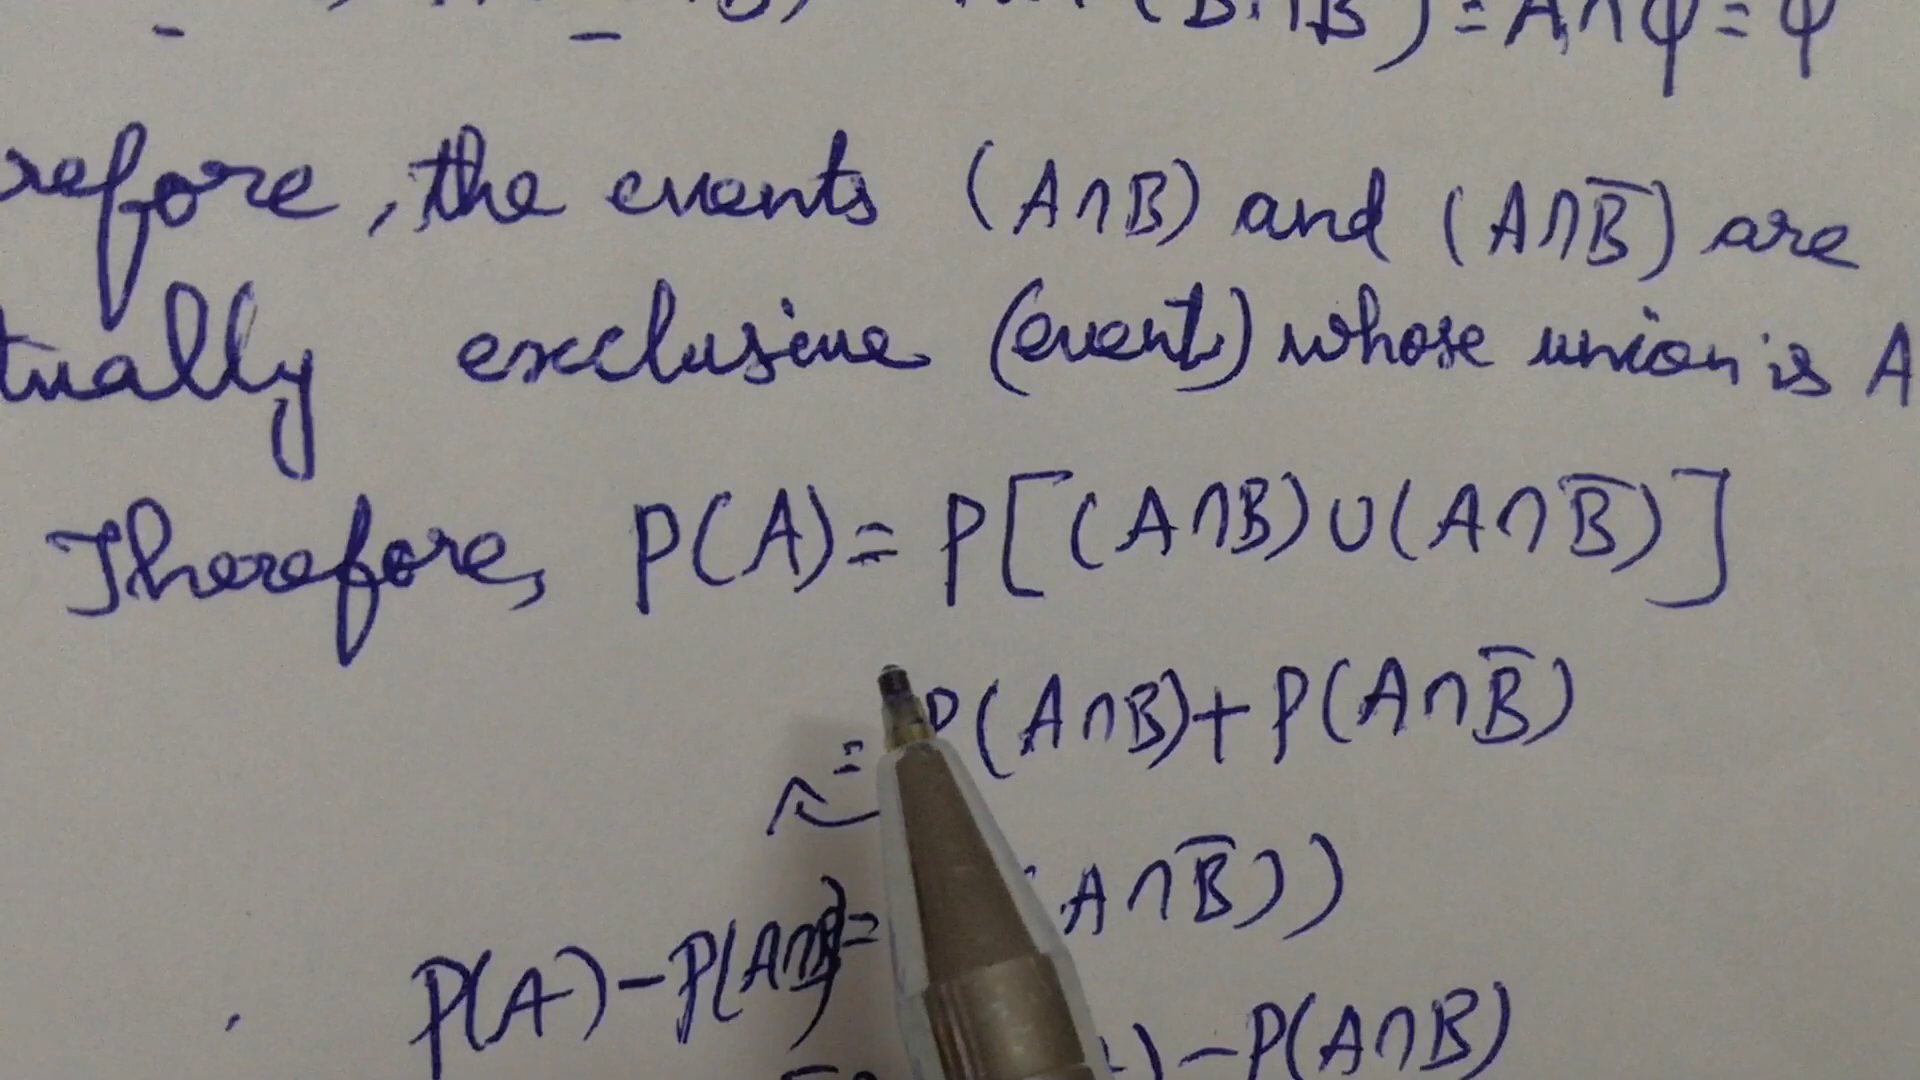 (B∩B̅) = A∩φ = φ
refore, the events (A∩B) and (A∩B̅) are
tually exclusive (event) whose union is A
Therefore, P(A) = P[(A∩B)∪(A∩B̅)]
= P(A∩B)+P(A∩B̅)
P(A)-P(A∩B) = A∩B̅))
) -P(A∩B)